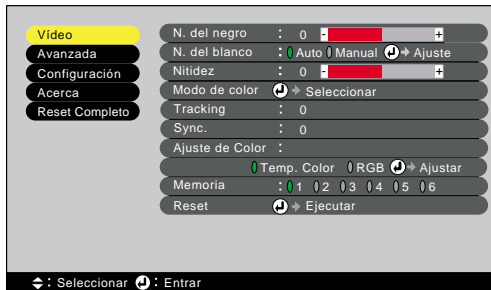 Vídeo
Avanzada
Configuración
Acerca
Reset Completo
N. del negro : 0 - +
N. del blanco : Auto Manual Ajuste
Nitidez : 0 - +
Modo de color Seleccionar
Tracking : 0
Sync. : 0
Ajuste de Color :
Temp. Color RGB Ajustar
Memoria : 1 2 3 4 5 6
Reset Ejecutar
: Seleccionar : Entrar